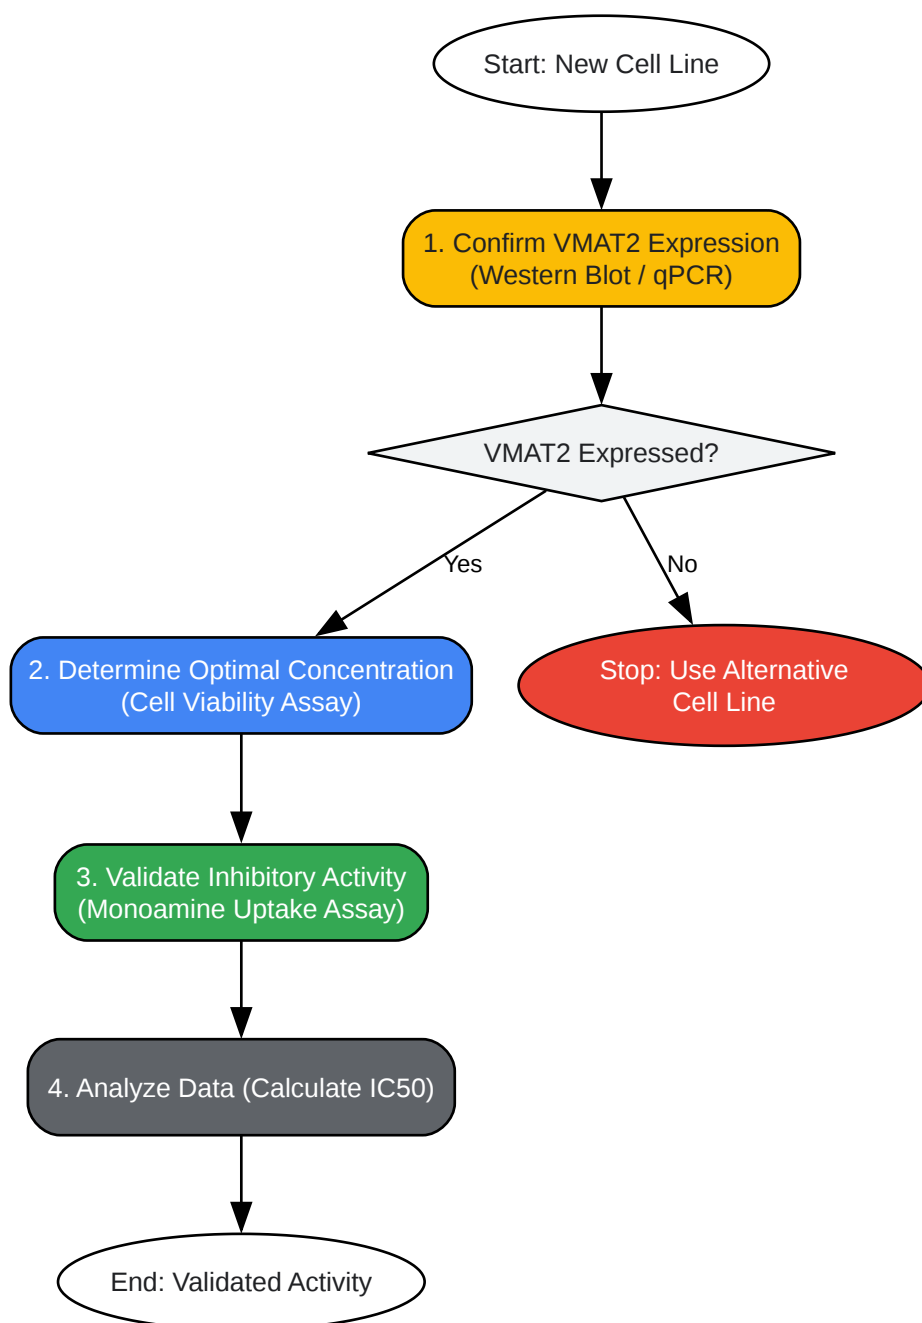 Start: New Cell Line
1. Confirm VMAT2 Expression
(Western Blot / qPCR)
VMAT2 Expressed?
Yes
No
2. Determine Optimal Concentration
(Cell Viability Assay)
Stop: Use Alternative
Cell Line
3. Validate Inhibitory Activity
(Monoamine Uptake Assay)
4. Analyze Data (Calculate IC50)
End: Validated Activity